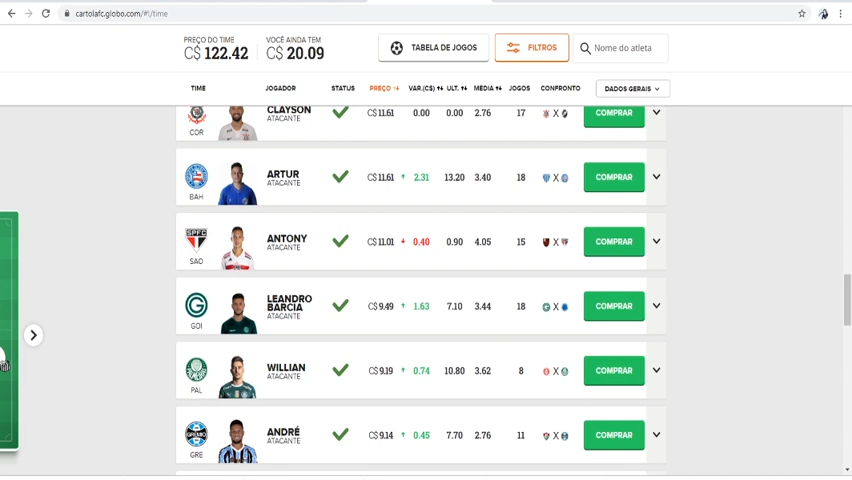 cartolafc.globo.com/#!/time
PREÇO DO TIME
C$ 122.42
VOCÊ AINDA TEM
C$ 20.09
TABELA DE JOGOS
FILTROS
Nome do atleta
TIME JOGADOR STATUS PREÇO VAR.(C$) ULT. MÉDIA JOGOS CONFRONTO DADOS GERAIS
COR CLAYSON ATACANTE C$ 11.61 0.00 0.00 2.76 17 X COMPRAR
BAH ARTUR ATACANTE C$ 11.61 2.31 13.20 3.40 18 X COMPRAR
SPFC SAO ANTONY ATACANTE C$ 11.01 0.40 0.90 4.05 15 X COMPRAR
GOI LEANDRO BARCIA ATACANTE C$ 9.49 1.63 7.10 3.44 18 X COMPRAR
PAL WILLIAN ATACANTE C$ 9.19 0.74 10.80 3.62 8 X COMPRAR
GRÊMIO GRE ANDRÉ ATACANTE C$ 9.14 0.45 7.70 2.76 11 X COMPRAR